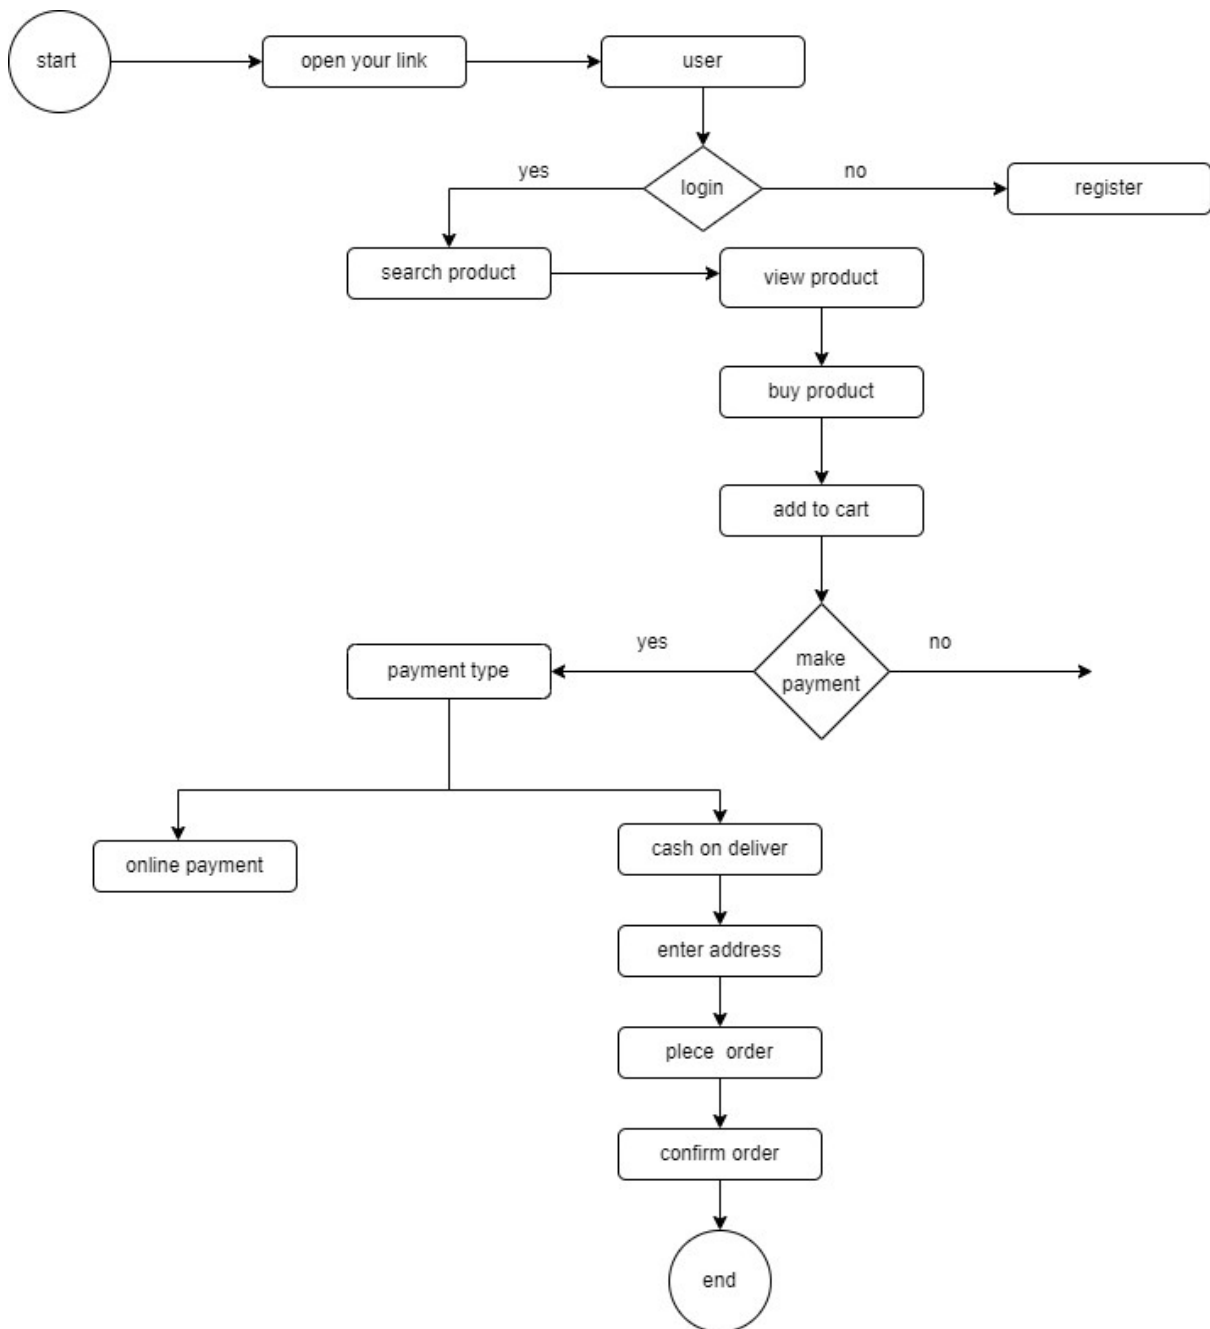 start
open your link
user
yes
login
no
register
search product
view product
buy product
add to cart
yes
no
payment type
make
payment
online payment
cash on deliver
enter address
plece  order
confirm order
end